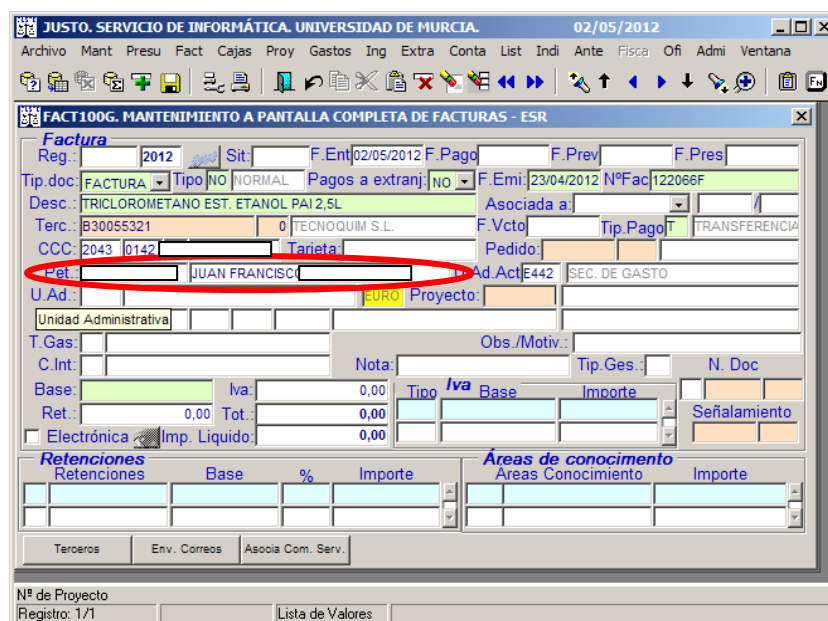 JUSTO. SERVICIO DE INFORMÁTICA. UNIVERSIDAD DE MURCIA. 02/05/2012
Archivo Mant Presu Fact Cajas Proy Gastos Ing Extra Conta List Indi Ante Fisca Ofi Admi Ventana
FACT100G. MANTENIMIENTO A PANTALLA COMPLETA DE FACTURAS - ESR
Factura
Reg.: 2012 Sit: F.Ent 02/05/2012 F.Pago F.Prev F.Pres
Tip.doc: FACTURA Tipo NO NORMAL Pagos a extranj: NO F.Emi: 23/04/2012 NºFac 122066F
Desc.: TRICLOROMETANO EST. ETANOL PAI 2,5L Asociada a: /
Terc.: B30055321 0 TECNOQUIM S.L. F.Vcto Tip.Pago T TRANSFERENCIA
CCC: 2043 0142 Tarjeta: Pedido:
Pet.: JUAN FRANCISCO Ad.Act E442 SEC. DE GASTO
U.Ad.: EURO Proyecto:
Unidad Administrativa
T.Gas: Obs./Motiv.:
C.Int: Nota: Tip.Ges.: N. Doc
Base: Iva: 0,00 Iva Tipo Base Importe
Ret.: 0,00 Tot.: 0,00 Señalamiento
Electrónica Imp. Liquido: 0,00
Retenciones Áreas de conocimento
Retenciones Base % Importe Areas Conocimiento Importe
Terceros Env. Correos Asocia Com. Serv.
Nº de Proyecto
Registro: 1/1 Lista de Valores